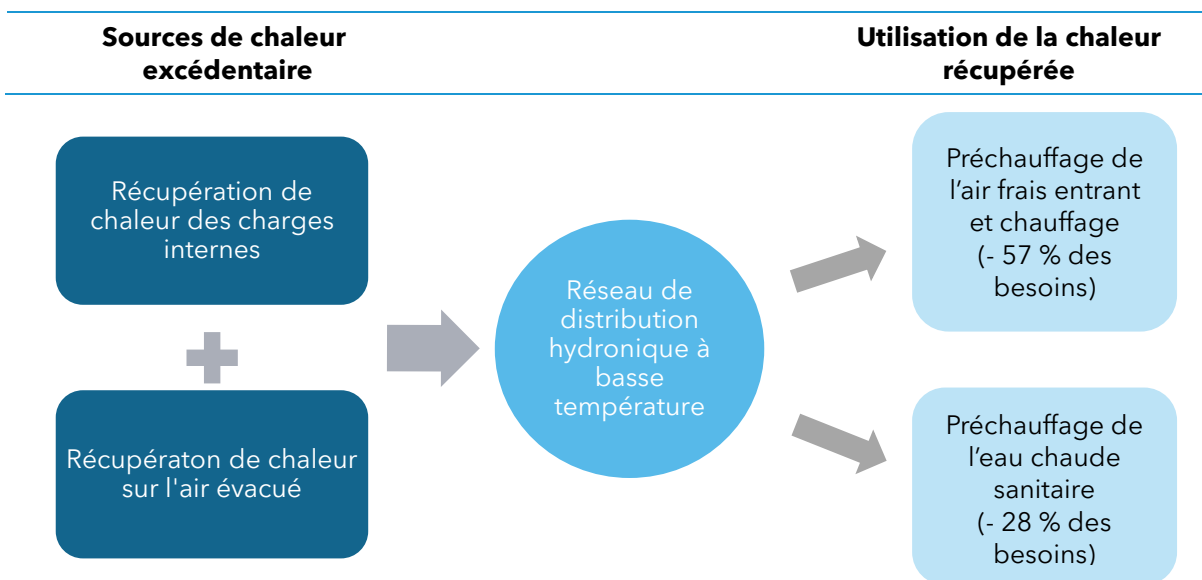 Sources de chaleur
excédentaire
Utilisation de la chaleur
récupérée
Récupération de
chaleur des charges
internes
Récupératon de chaleur
sur l'air évacué
Réseau de
distribution
hydronique à
basse
température
Préchauffage de
l’air frais entrant
et chauffage
(- 57 % des
besoins)
Préchauffage de
l’eau chaude
sanitaire
(- 28 % des
besoins)